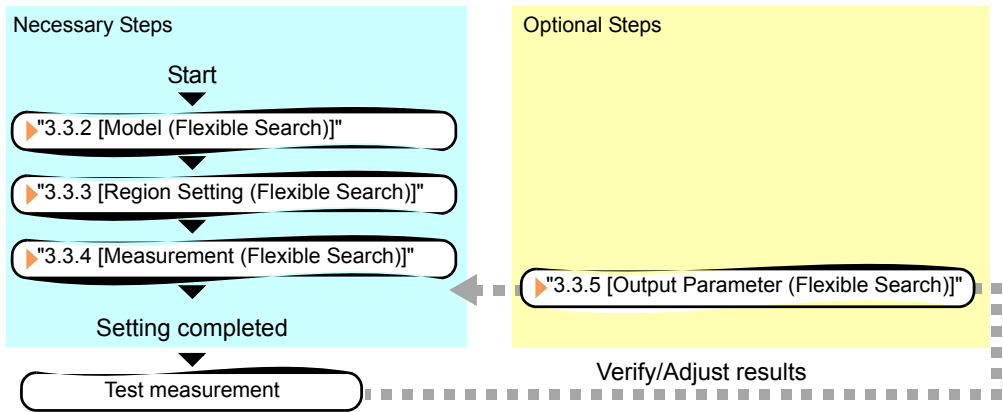 Necessary Steps
Start
"3.3.2 [Model (Flexible Search)]"
"3.3.3 [Region Setting (Flexible Search)]"
"3.3.4 [Measurement (Flexible Search)]"
Setting completed
Test measurement
Optional Steps
"3.3.5 [Output Parameter (Flexible Search)]"
Verify/Adjust results